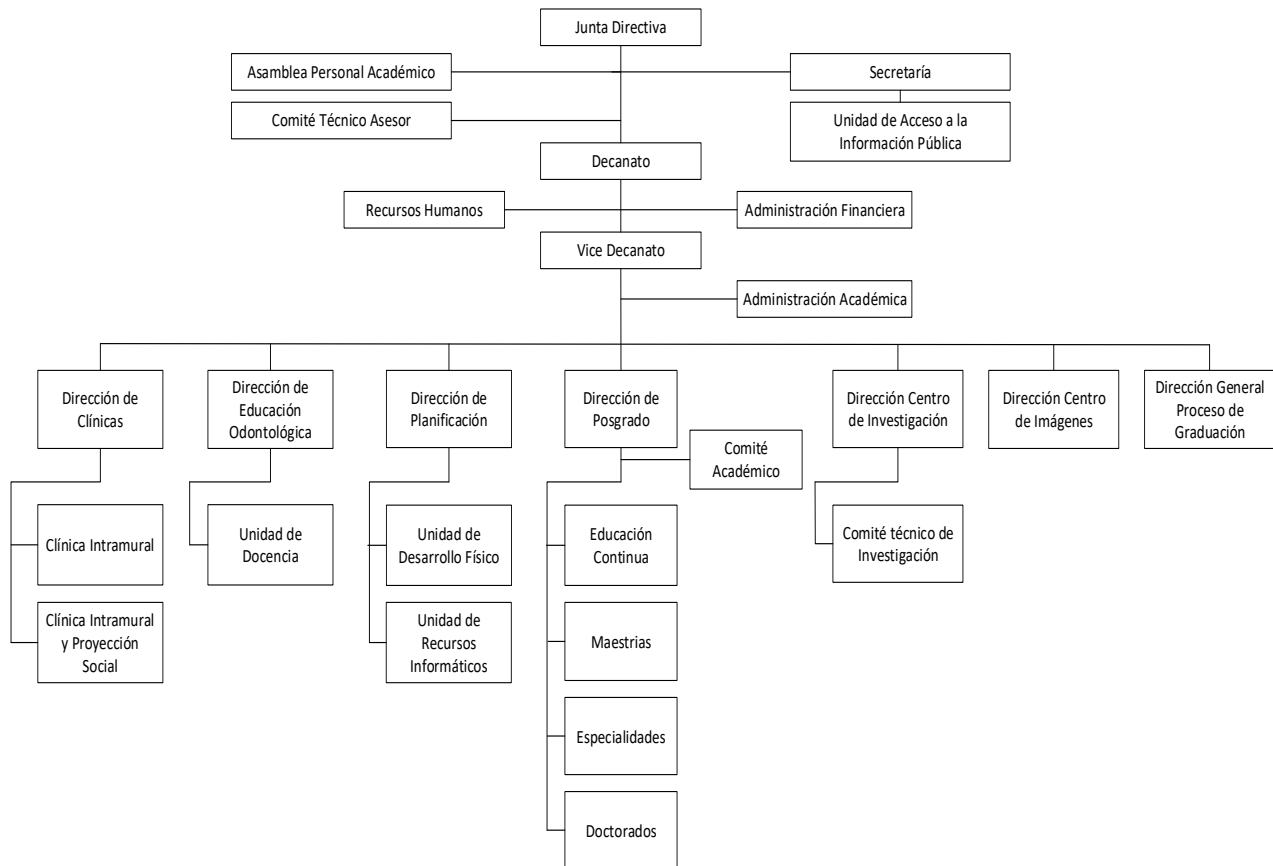 Junta Directiva
Asamblea Personal Académico
Secretaría
Comité Técnico Asesor
Unidad de Acceso a la
Información Pública
Decanato
Recursos Humanos
Administración Financiera
Vice Decanato
Administración Académica
Dirección de
Clínicas
Dirección de
Educación
Odontológica
Dirección de
Planificación
Dirección de
Posgrado
Dirección Centro
de Investigación
Dirección Centro
de Imágenes
Dirección General
Proceso de
Graduación
Comité
Académico
Clínica Intramural
Unidad de
Docencia
Unidad de
Desarrollo Físico
Educación
Continua
Comité técnico de
Investigación
Clínica Intramural
y Proyección
Social
Unidad de
Recursos
Informáticos
Maestrias
Especialidades
Doctorados